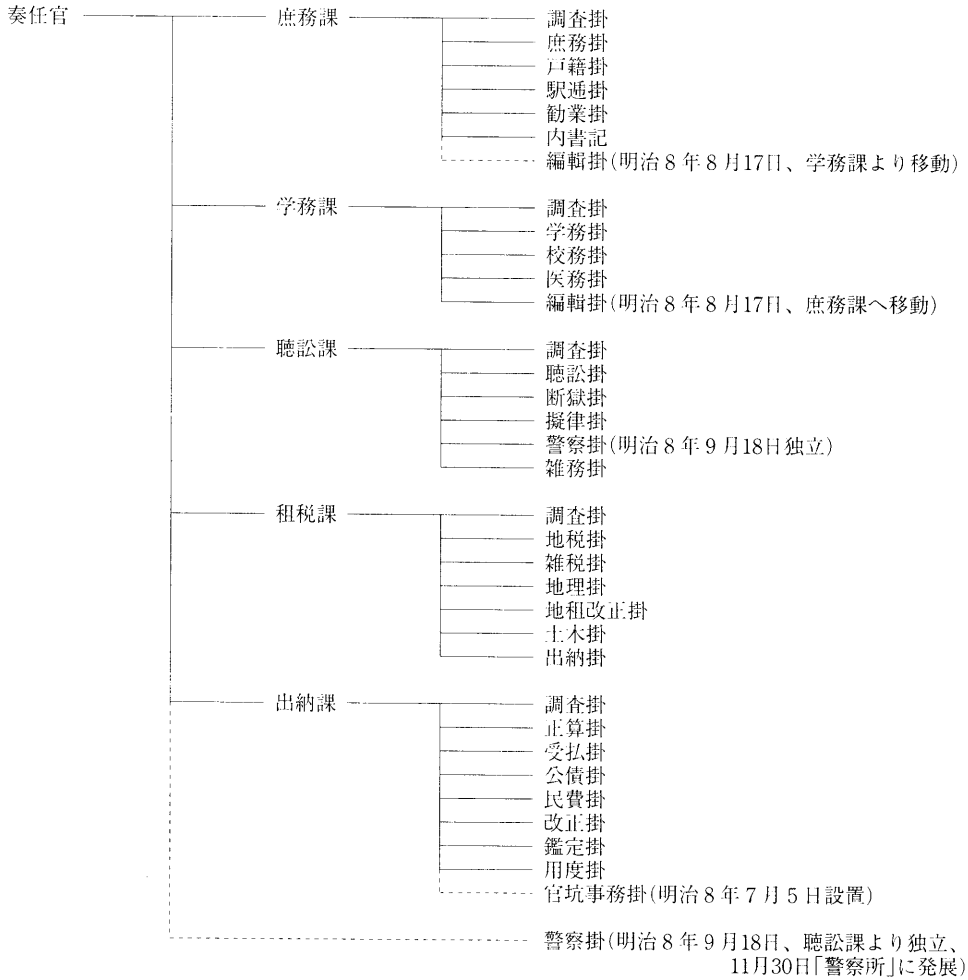 奏任官 庶務課 調査掛
庶務掛
戸籍掛
駅逓掛
勧業掛
内書記
編輯掛(明治8年8月17日、学務課より移動)
学務課 調査掛
学務掛
校務掛
医務掛
編輯掛(明治8年8月17日、庶務課へ移動)
聴訟課 調査掛
聴訟掛
断獄掛
擬律掛
警察掛(明治8年9月18日独立)
雑務掛
租税課 調査掛
地税掛
雑税掛
地理掛
地租改正掛
土木掛
出納掛
出納課 調査掛
正算掛
受払掛
公債掛
民費掛
改正掛
鑑定掛
用度掛
官坑事務掛(明治8年7月5日設置)
警察掛(明治8年9月18日、聴訟課より独立、
11月30日「警察所」に発展)